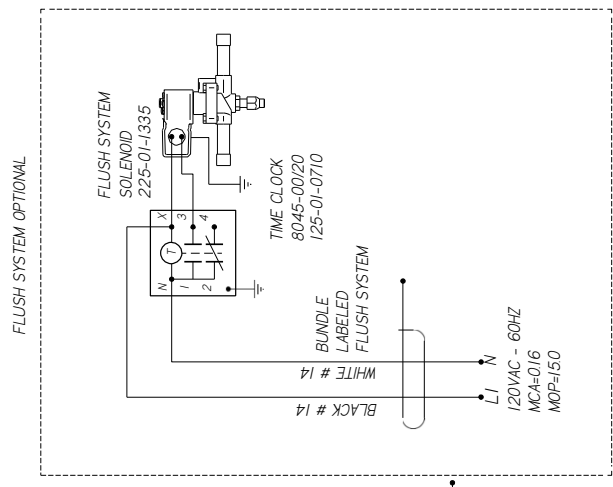 FLUSH SYSTEM OPTIONAL
FLUSH SYSTEM
SOLENOID
225-01-1335
TIME CLOCK
8045-00/20
125-01-0710
X
3
4
T
N
1
2
BUNDLE
LABELED
FLUSH SYSTEM
WHITE # 14
BLACK # 14
N
L1
120VAC - 60HZ
MCA=0.16
MOP=15.0